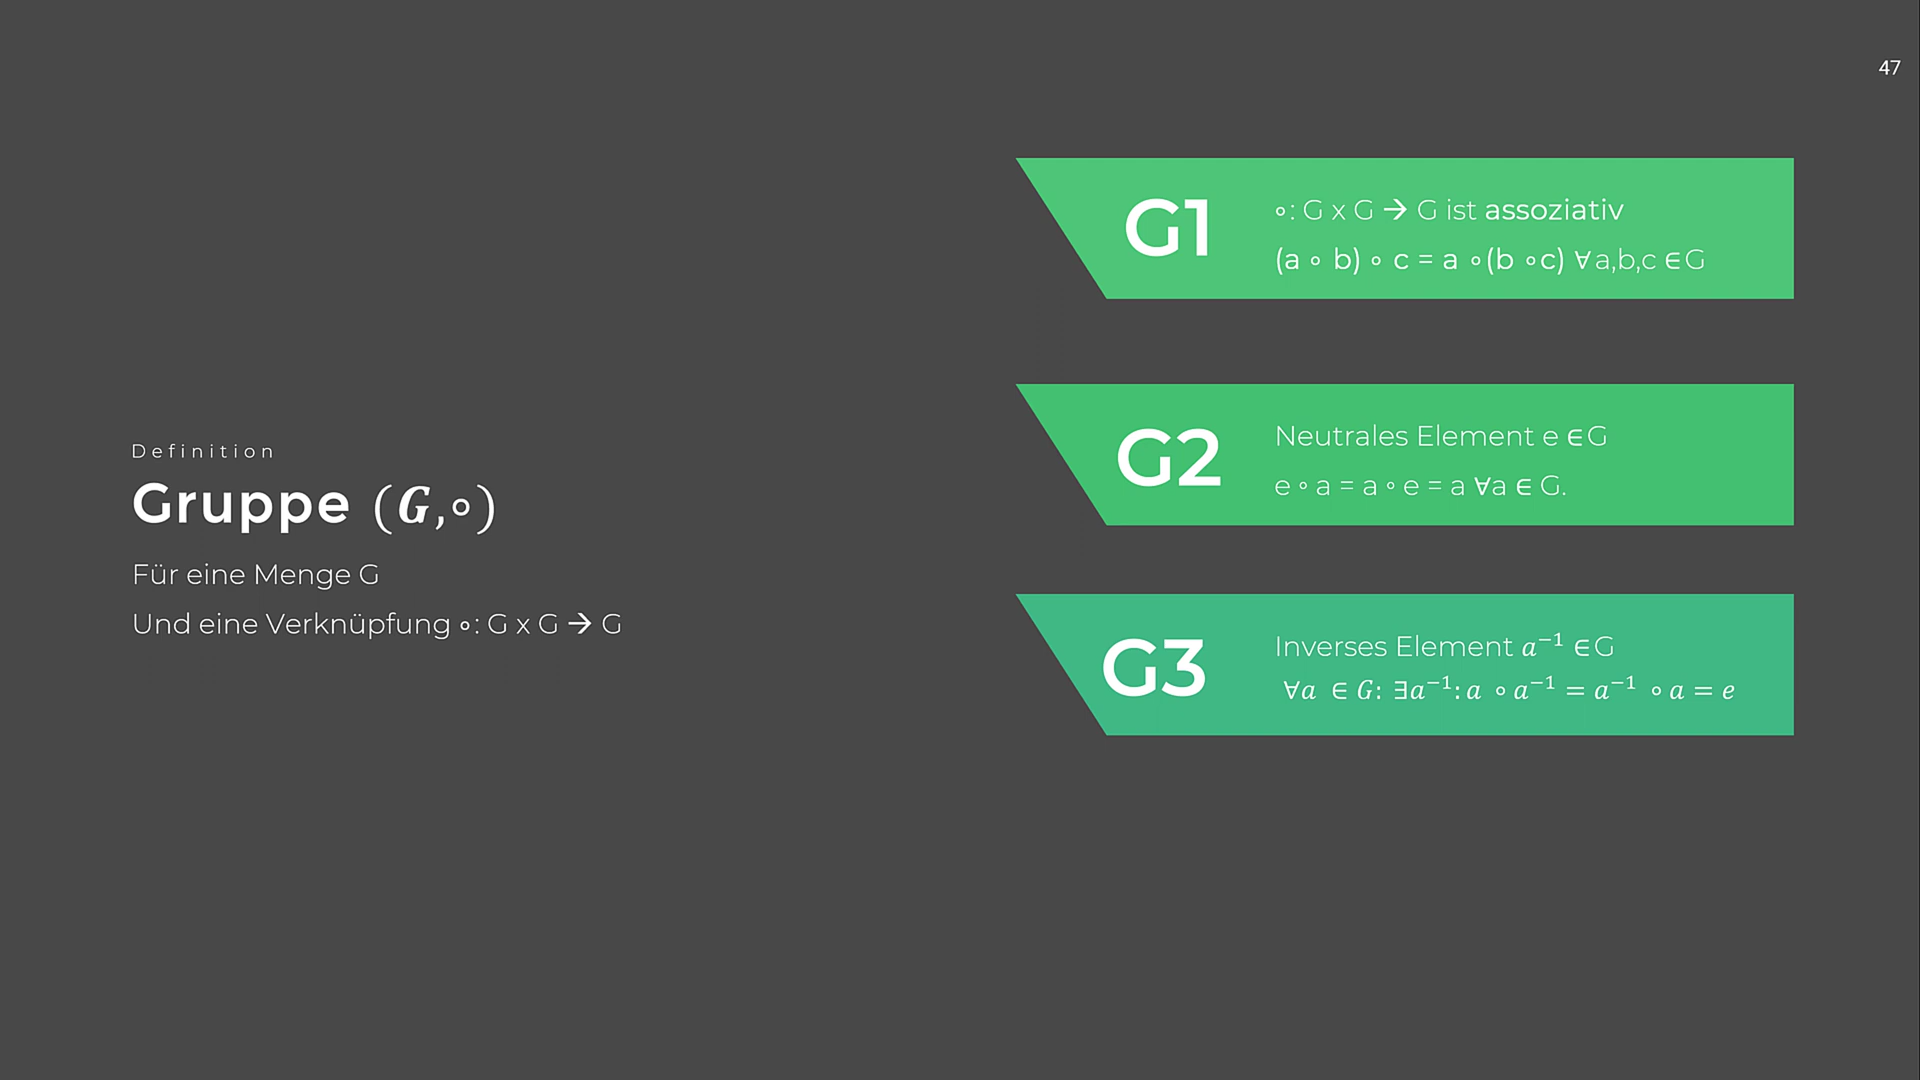 47
Definition
Gruppe (G,∘)
Für eine Menge G
Und eine Verknüpfung ∘: G x G → G
G1
∘: G x G → G ist assoziativ
(a ∘ b) ∘ c = a ∘(b ∘c) ∀a,b,c ∈G
G2
Neutrales Element e ∈G
e ∘ a = a ∘ e = a ∀a ∈ G.
G3
Inverses Element a⁻¹ ∈G
∀a ∈ G: ∃a⁻¹: a ∘ a⁻¹ = a⁻¹ ∘ a = e